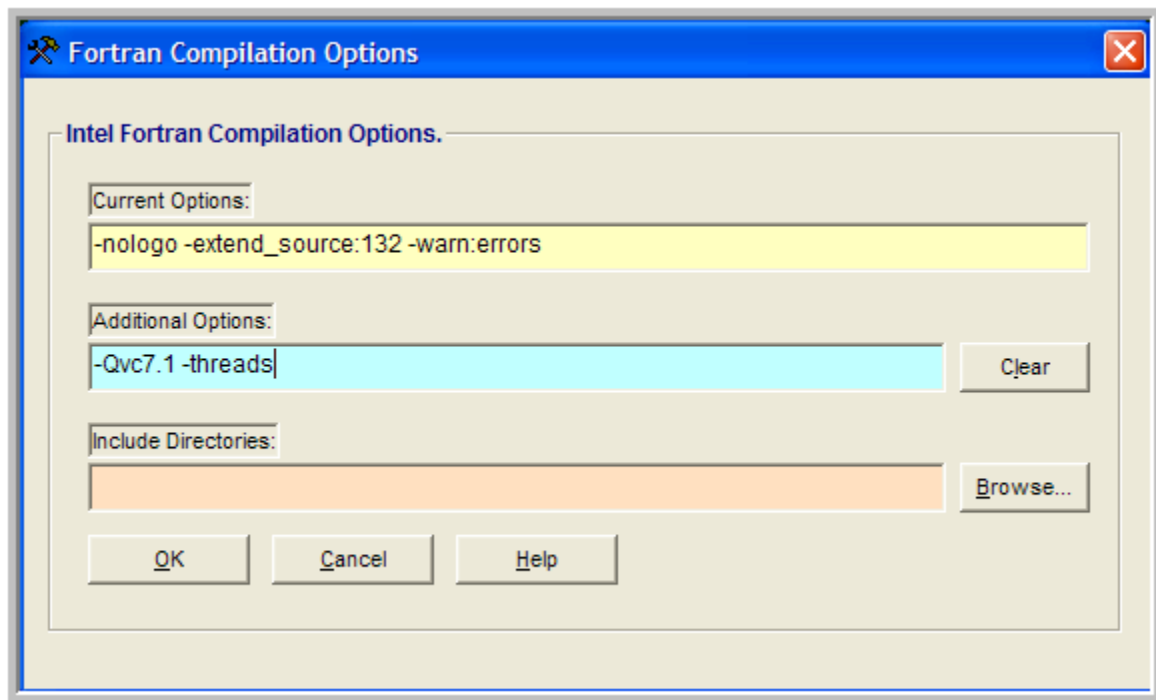 Fortran Compilation Options
Intel Fortran Compilation Options.
Current Options:
-nologo -extend_source:132 -warn:errors
Additional Options:
-Qvc7.1 -threads
Clear
Include Directories:
Browse...
OK Cancel Help